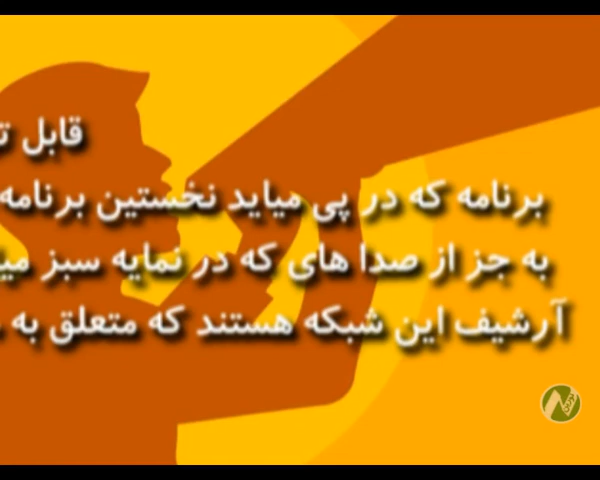 قابل
برنامه که در پی میاید نخستین برنامه
به جز از صدا های که در نمایه سبز
آرشیف این شبکه هستند که متعلق به